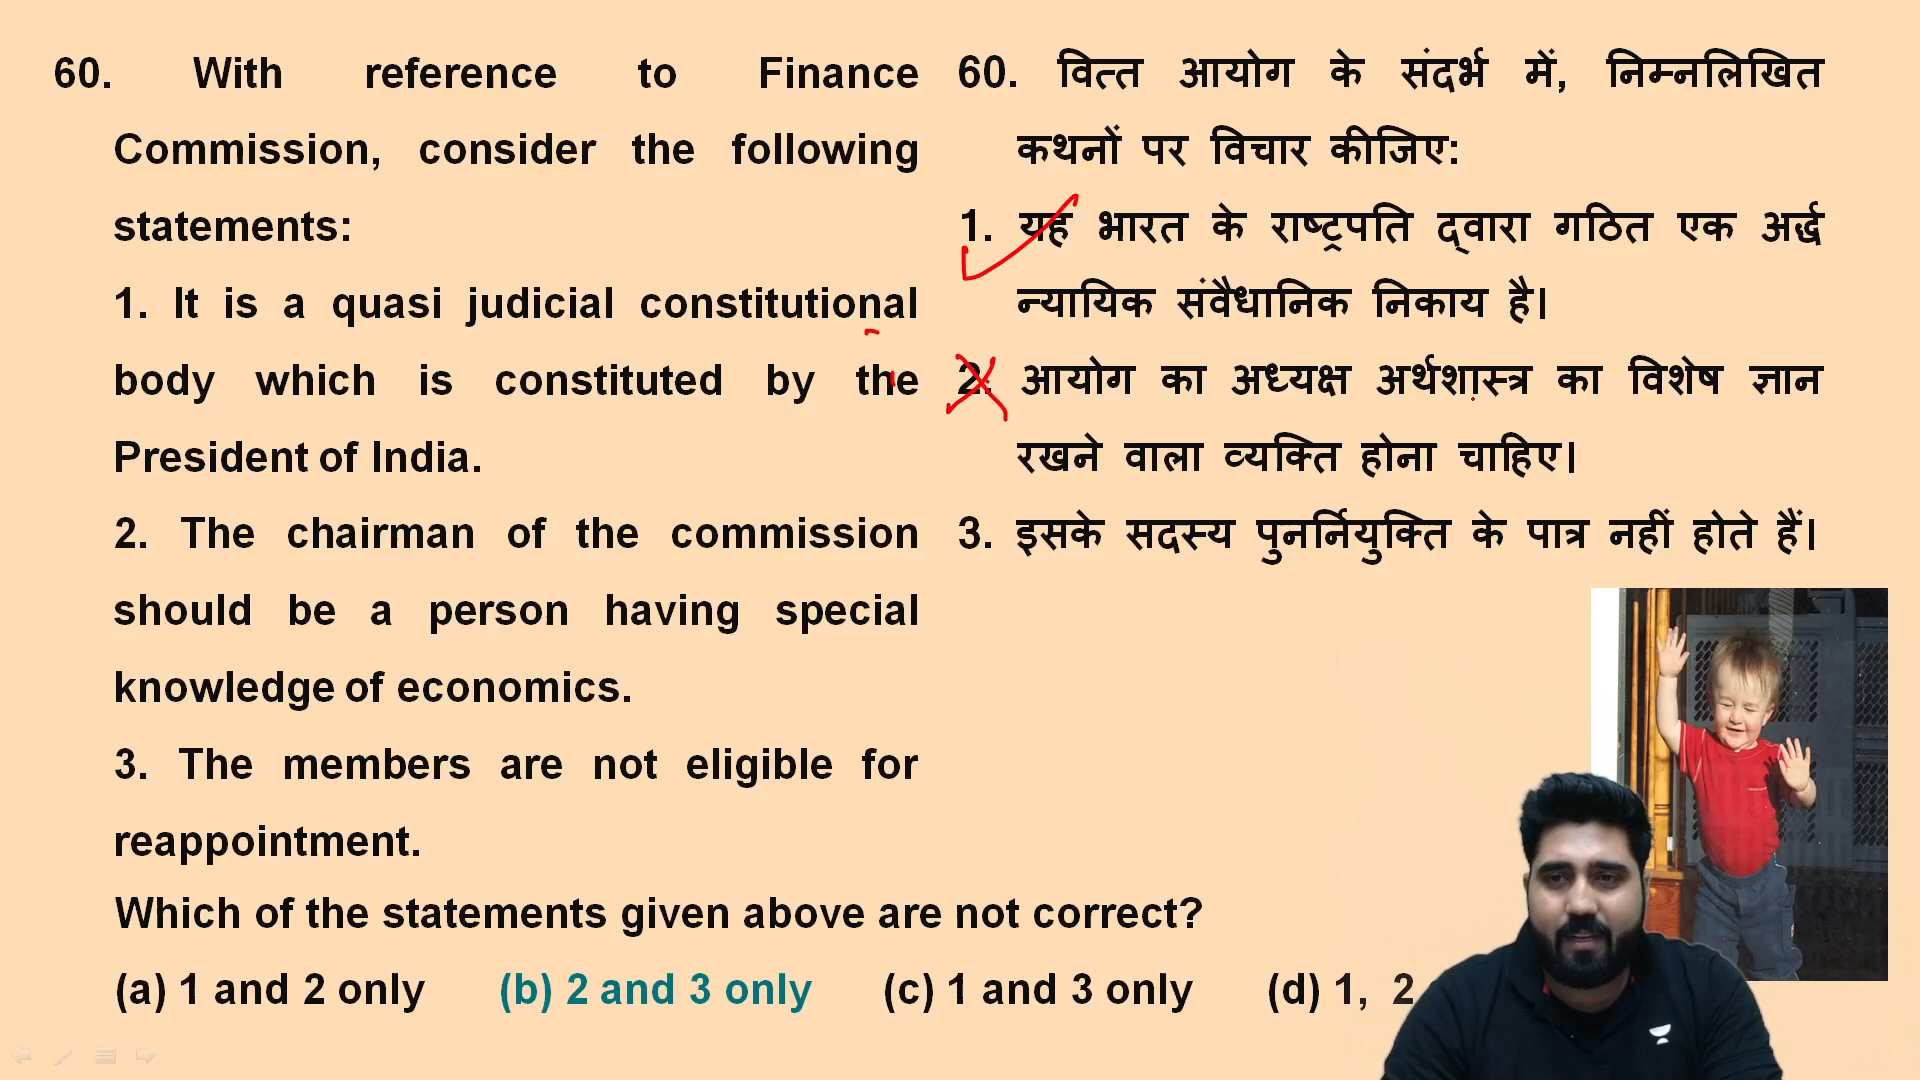 60. With reference to Finance
Commission, consider the following
statements:
1. It is a quasi judicial constitutional
body which is constituted by the
President of India.
2. The chairman of the commission
should be a person having special
knowledge of economics.
3. The members are not eligible for
reappointment.
Which of the statements given above are not correct?
(a) 1 and 2 only (b) 2 and 3 only (c) 1 and 3 only (d) 1, 2
60. वित्त आयोग के संदर्भ में, निम्नलिखित
कथनों पर विचार कीजिए:
1. यह भारत के राष्ट्रपति द्वारा गठित एक अर्द्ध
न्यायिक संवैधानिक निकाय है।
2. आयोग का अध्यक्ष अर्थशास्त्र का विशेष ज्ञान
रखने वाला व्यक्ति होना चाहिए।
3. इसके सदस्य पुनर्नियुक्ति के पात्र नहीं होते हैं।